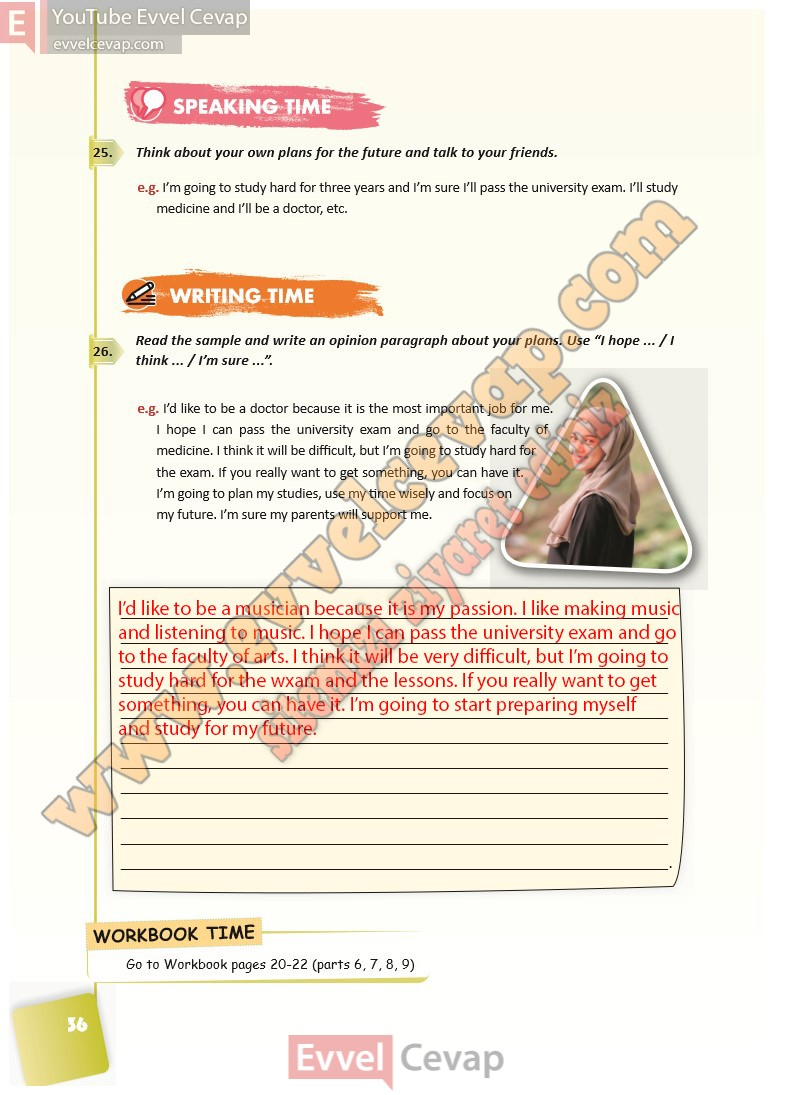 YouTube Evvel Cevap
E
evvelcevap.com
SPEAKING TIME
25. Think about your own plans for the future and talk to your friends.
e.g. I'm going to study hard for three years and I'm sure I'll pass the university exam. I'll study
medicine and I'll be a doctor, etc.
WRITING TIME
26. Read the sample and write an opinion paragraph about your plans. Use “I hope ... / I
think ... / I'm sure ...”.
e.g. I'd like to be a doctor because it is the most important job for me.
I hope I can pass the university exam and go to the faculty of
medicine. I think it will be difficult, but I'm going to study hard for
the exam. If you really want to get something, you can have it.
I'm going to plan my studies, use my time wisely and focus on
my future. I'm sure my parents will support me.
I'd like to be a musician because it is my passion. I like making music
and listening to music. I hope I can pass the university exam and go
to the faculty of arts. I think it will be very difficult, but I'm going to
study hard for the wxam and the lessons. If you really want to get
something, you can have it. I'm going to start preparing myself
and study for my future.
.
www.evvelcevap.com
sitemizi ziyaret ediniz
WORKBOOK TIME
Go to Workbook pages 20-22 (parts 6, 7, 8, 9)
36
Evvel Cevap